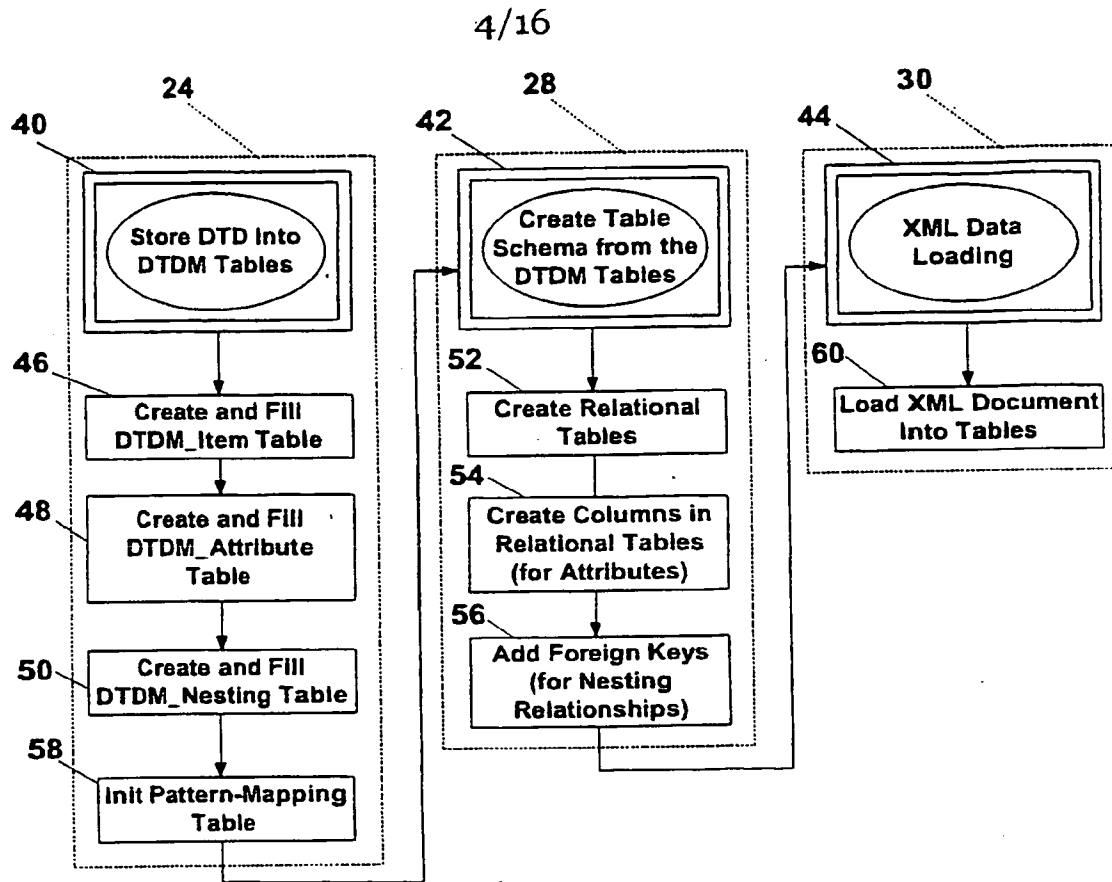 4/16
24
40
Store DTD Into
DTDM Tables
46
Create and Fill
DTDM_Item Table
48
Create and Fill
DTDM_Attribute
Table
50
Create and Fill
DTDM_Nesting Table
58
Init Pattern-Mapping
Table
28
42
Create Table
Schema from the
DTDM Tables
52
Create Relational
Tables
54
Create Columns in
Relational Tables
(for Attributes)
56
Add Foreign Keys
(for Nesting
Relationships)
30
44
XML Data
Loading
60
Load XML Document
Into Tables